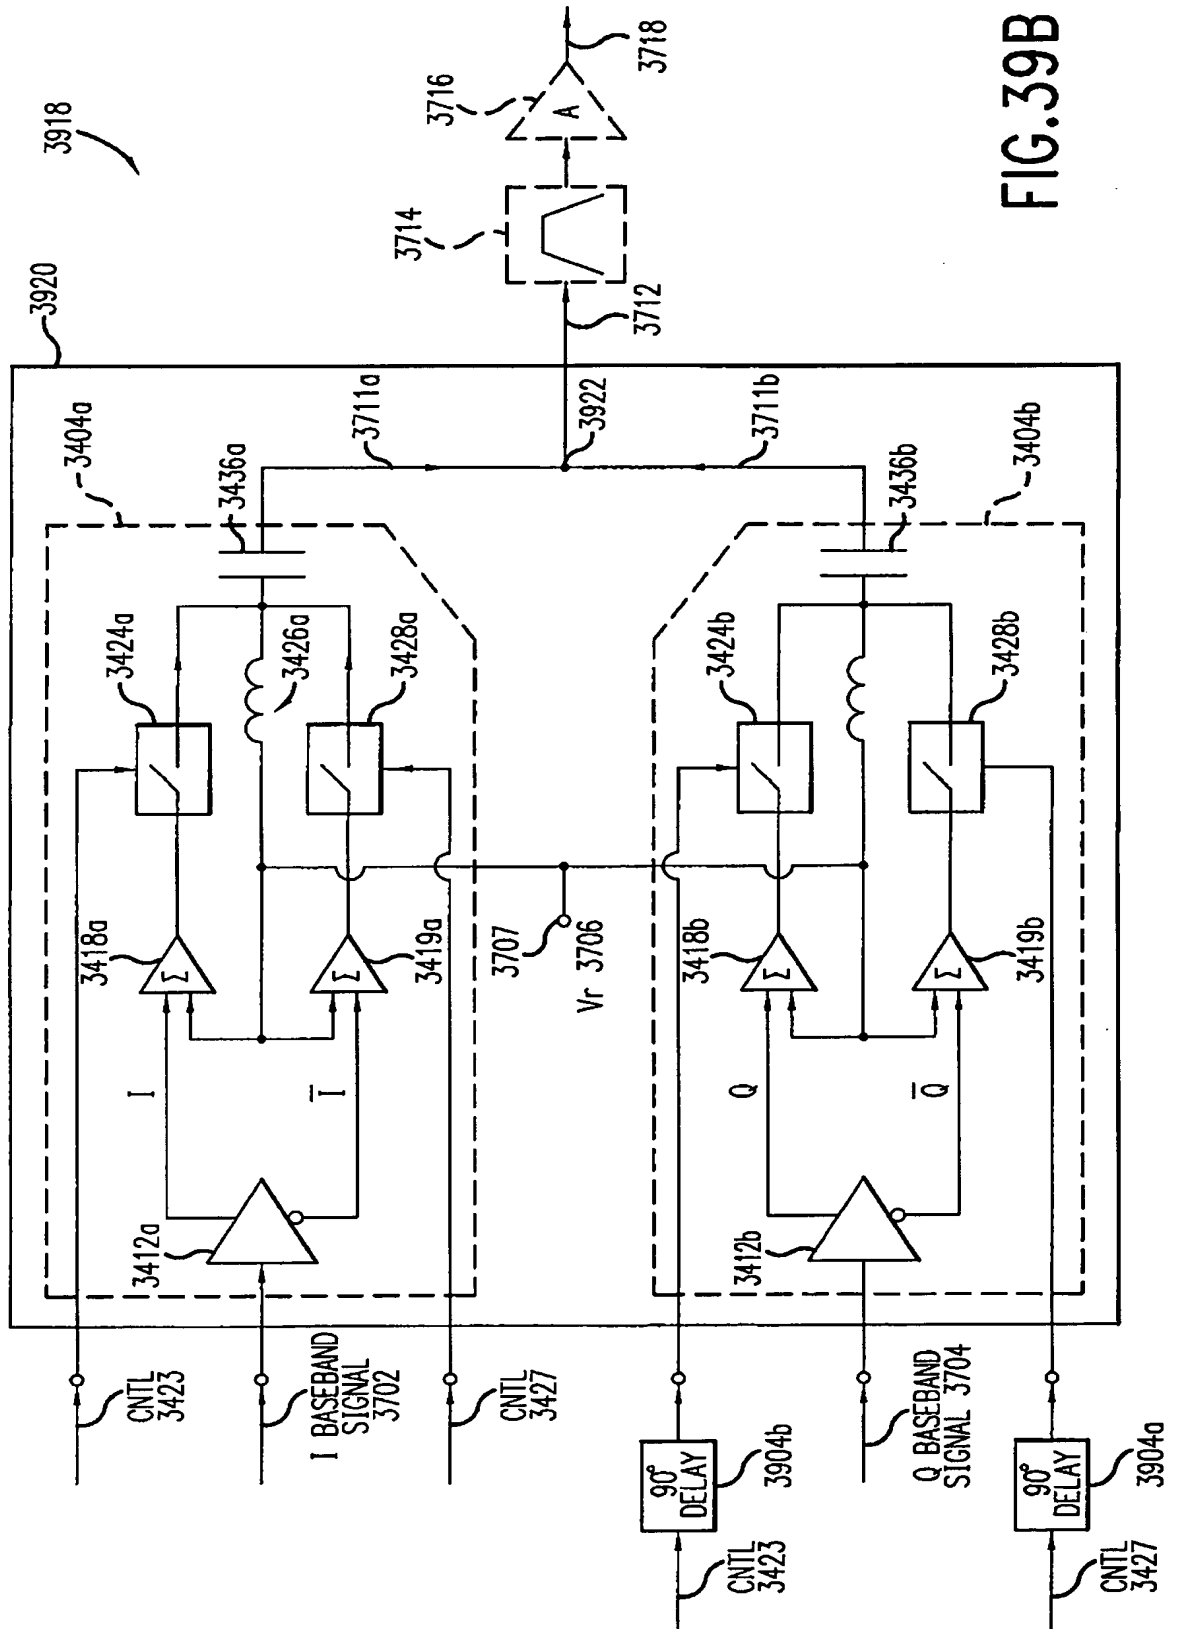 FIG.39B
3918
3920
3404a
3436a
3711a
3424a
3426a
3428a
3418a
3419a
Σ
Σ
I
I̅
3412a
CNTL
3423
I BASEBAND
SIGNAL
3702
CNTL
3427
3707
Vr 3706
3922
3712
3714
3716
A
3718
3711b
3436b
3404b
3424b
3428b
3418b
3419b
Σ
Σ
Q
Q̅
3412b
90°
DELAY
3904b
CNTL
3423
Q BASEBAND
SIGNAL 3704
90°
DELAY
3904a
CNTL
3427